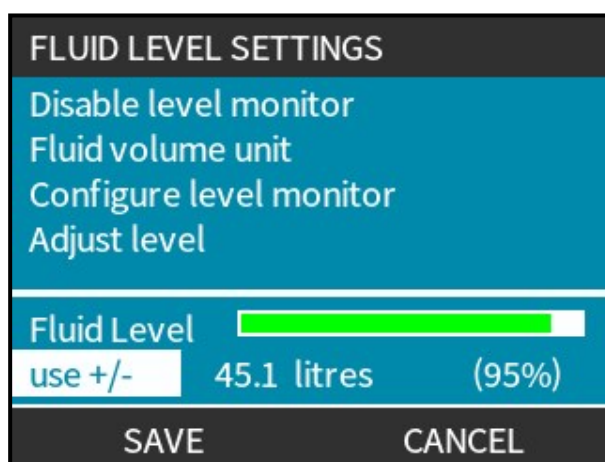 FLUID LEVEL SETTINGS
Disable level monitor
Fluid volume unit
Configure level monitor
Adjust level
Fluid Level
use +/- 45.1 litres (95%)
SAVE CANCEL